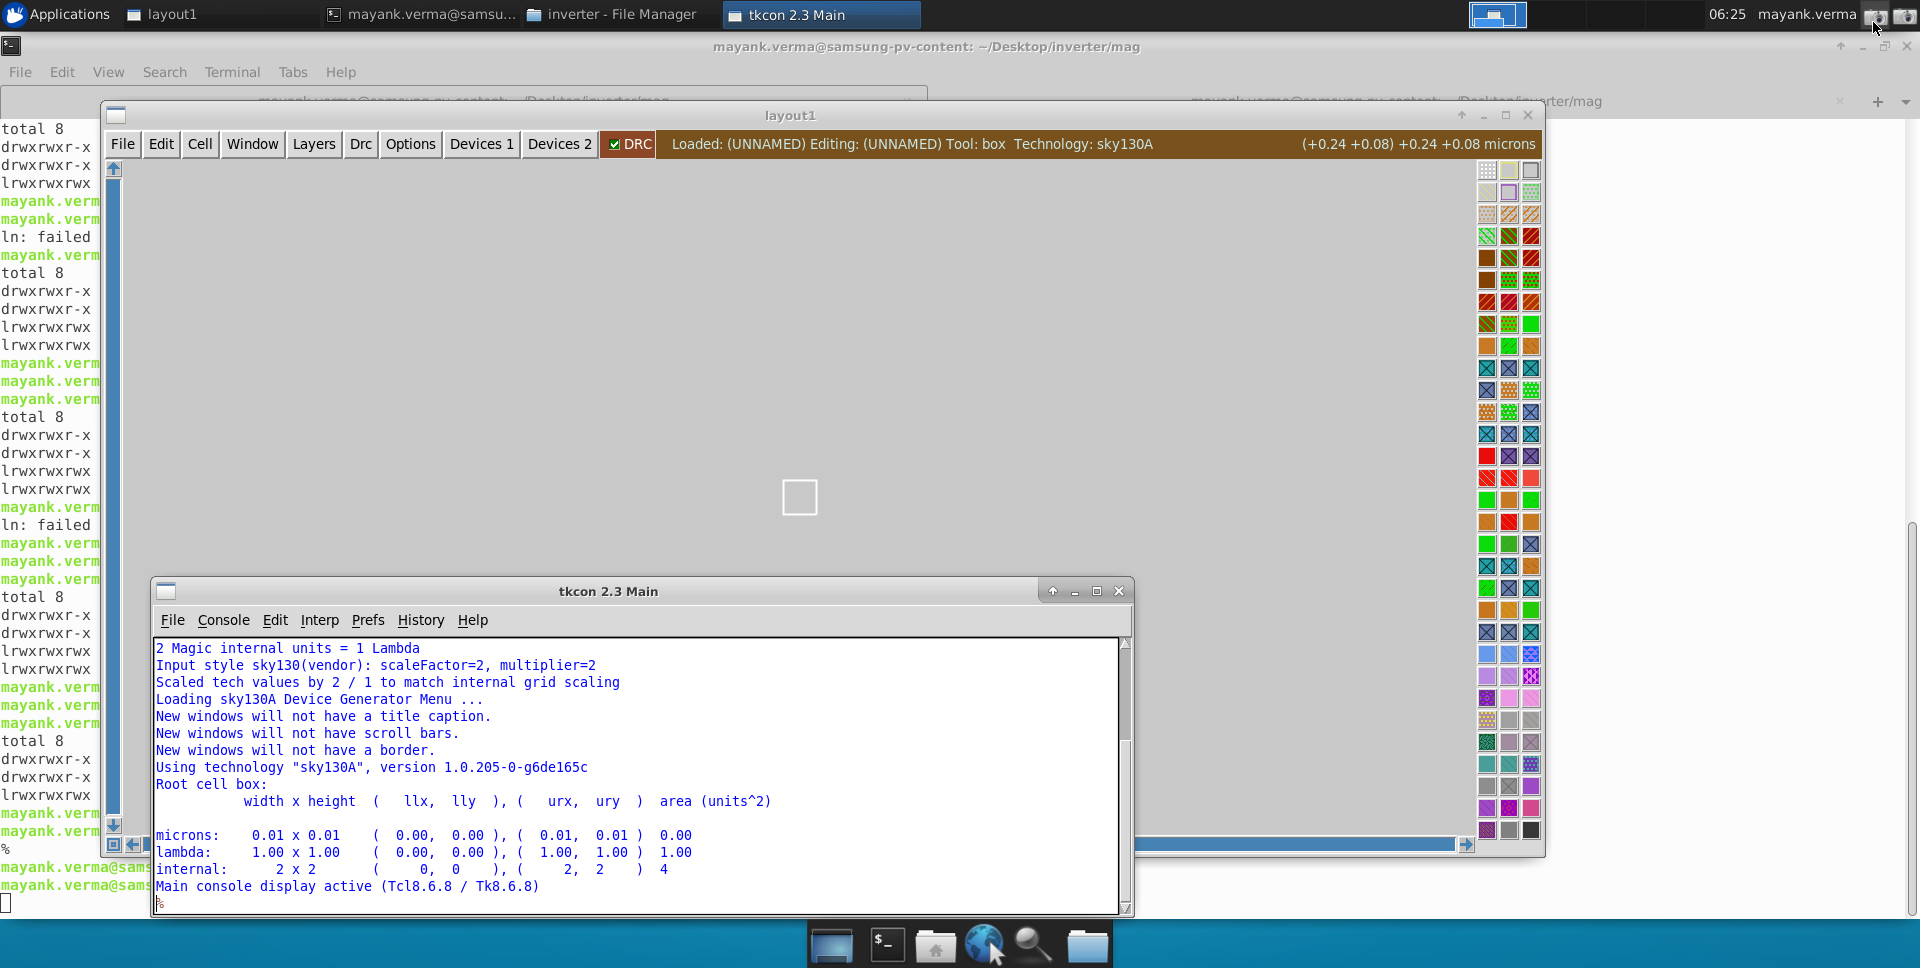 Applications
layout1
mayank.verma@samsu...
inverter - File Manager
tkcon 2.3 Main
06:25
mayank.verma
mayank.verma@samsung-pv-content: ~/Desktop/inverter/mag
File Edit View Search Terminal Tabs Help
layout1
File Edit Cell Window Layers Drc Options Devices 1 Devices 2 DRC Loaded: (UNNAMED) Editing: (UNNAMED) Tool: box Technology: sky130A (+0.24 +0.08) +0.24 +0.08 microns
total 8
drwxrwxr-x
drwxrwxr-x
lrwxrwxrwx
mayank.verm
mayank.verm
ln: failed
mayank.verm
total 8
drwxrwxr-x
drwxrwxr-x
lrwxrwxrwx
lrwxrwxrwx
mayank.verm
mayank.verm
mayank.verm
total 8
drwxrwxr-x
drwxrwxr-x
lrwxrwxrwx
lrwxrwxrwx
mayank.verm
ln: failed
mayank.verm
mayank.verm
mayank.verm
total 8
drwxrwxr-x
drwxrwxr-x
lrwxrwxrwx
lrwxrwxrwx
mayank.verm
mayank.verm
mayank.verm
total 8
drwxrwxr-x
drwxrwxr-x
lrwxrwxrwx
mayank.verm
mayank.verm
%
mayank.verma@sams
mayank.verma@sams
tkcon 2.3 Main
File Console Edit Interp Prefs History Help
2 Magic internal units = 1 Lambda
Input style sky130(vendor): scaleFactor=2, multiplier=2
Scaled tech values by 2 / 1 to match internal grid scaling
Loading sky130A Device Generator Menu ...
New windows will not have a title caption.
New windows will not have scroll bars.
New windows will not have a border.
Using technology "sky130A", version 1.0.205-0-g6de165c
Root cell box:
width x height ( llx, lly ), ( urx, ury ) area (units^2)
microns: 0.01 x 0.01 ( 0.00, 0.00 ), ( 0.01, 0.01 ) 0.00
lambda: 1.00 x 1.00 ( 0.00, 0.00 ), ( 1.00, 1.00 ) 1.00
internal: 2 x 2 ( 0, 0 ), ( 2, 2 ) 4
Main console display active (Tcl8.6.8 / Tk8.6.8)
%